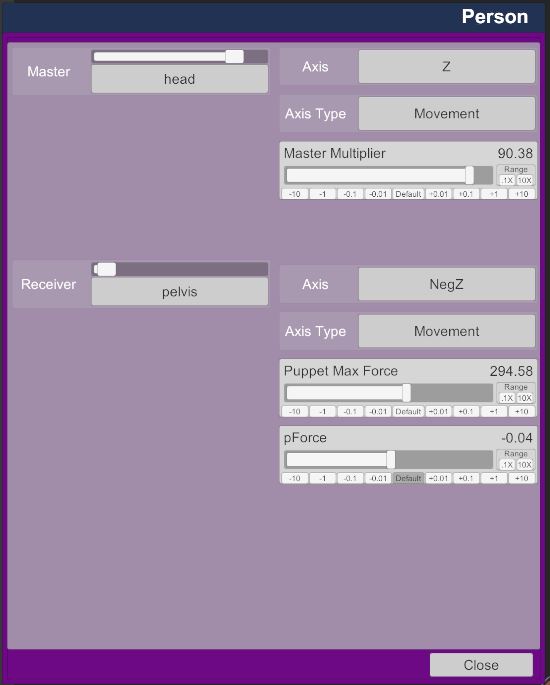 Person
Master
head
Axis
Z
Axis Type
Movement
Master Multiplier 90.38
Range
.1X 10X
-10 -1 -0.1 -0.01 Default +0.01 +0.1 +1 +10
Receiver
pelvis
Axis
NegZ
Axis Type
Movement
Puppet Max Force 294.58
Range
.1X 10X
-10 -1 -0.1 -0.01 Default +0.01 +0.1 +1 +10
pForce -0.04
Range
.1X 10X
-10 -1 -0.1 -0.01 Default +0.01 +0.1 +1 +10
Close